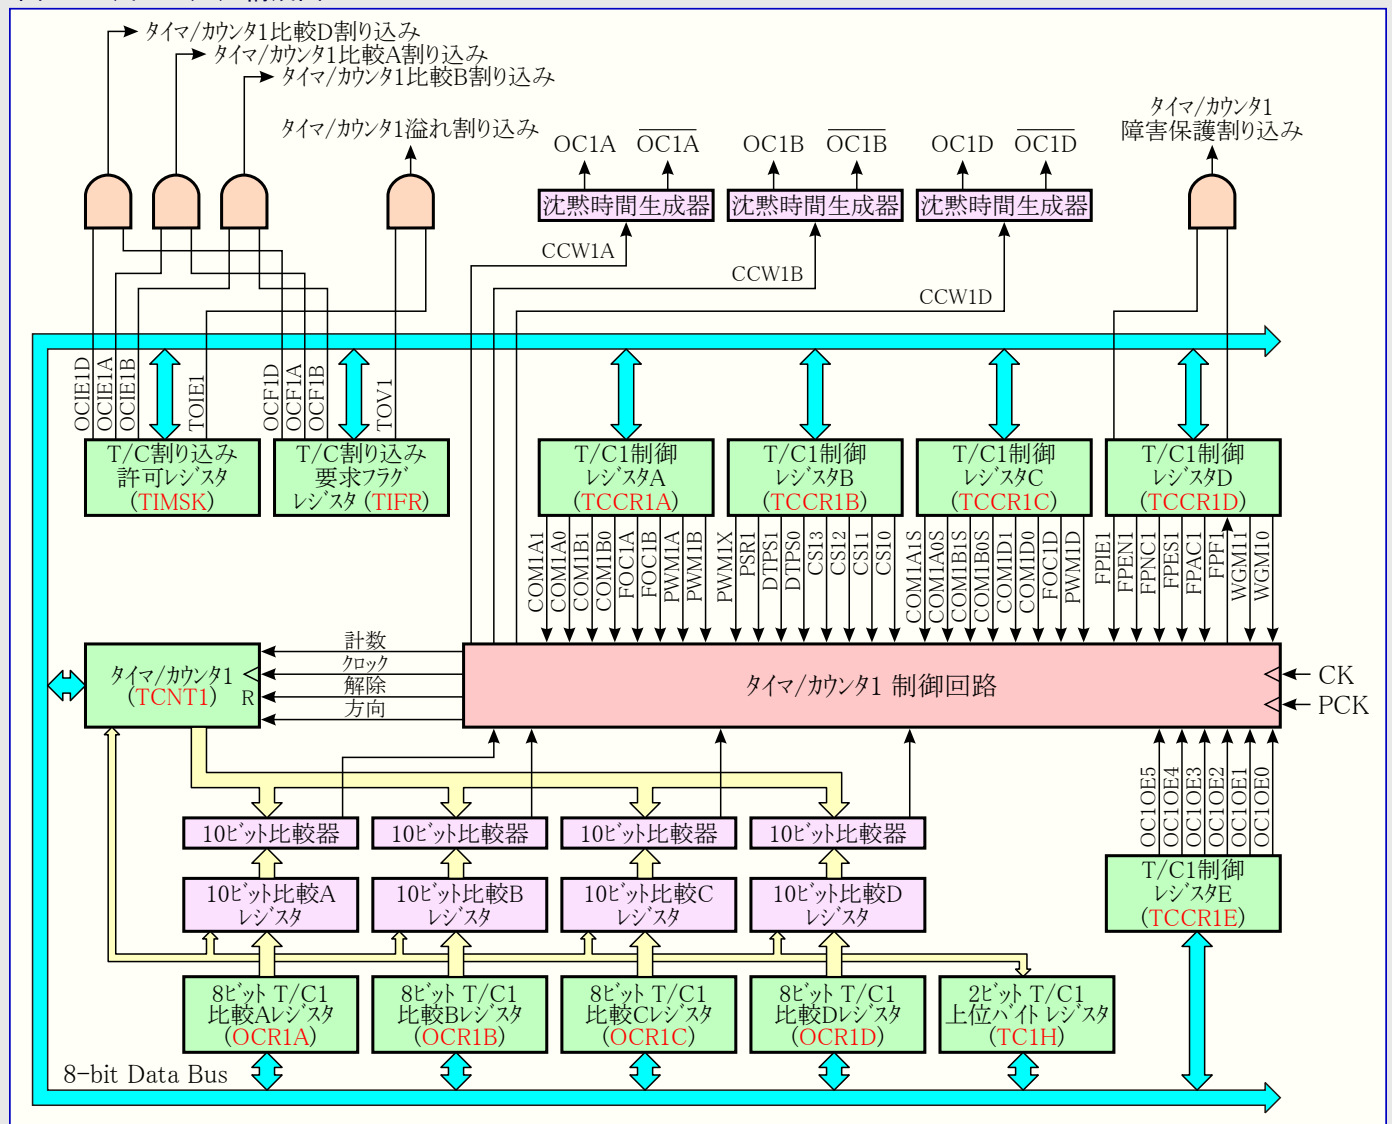 タイマ/カウンタ1比較D割り込み
タイマ/カウンタ1比較A割り込み
タイマ/カウンタ1比較B割り込み
タイマ/カウンタ1溢れ割り込み
OC1A
OC1A
OC1B
OC1B
OC1D
OC1D
タイマ/カウンタ1
障害保護割り込み
沈黙時間生成器
沈黙時間生成器
沈黙時間生成器
CCW1A
CCW1B
CCW1D
OCIE1D
OCIE1A
OCIE1B
TOIE1
OCF1D
OCF1A
OCF1B
TOV1
T/C割り込み
許可レジスタ
(TIMSK)
T/C割り込み
要求フラグ
レジスタ (TIFR)
T/C1制御
レジスタA
(TCCR1A)
T/C1制御
レジスタB
(TCCR1B)
T/C1制御
レジスタC
(TCCR1C)
T/C1制御
レジスタD
(TCCR1D)
COM1A1
COM1A0
COM1B1
COM1B0
FOC1A
FOC1B
PWM1A
PWM1B
PWM1X
PSR1
DTPS1
DTPS0
CS13
CS12
CS11
CS10
COM1A1S
COM1A0S
COM1B1S
COM1B0S
COM1D1
COM1D0
FOC1D
PWM1D
FPIE1
FPEN1
FPNC1
FPES1
FPAC1
FPF1
WGM11
WGM10
タイマ/カウンタ1
(TCNT1)
R
計数
クロック
解除
方向
タイマ/カウンタ1 制御回路
CK
PCK
10ビット比較器
10ビット比較器
10ビット比較器
10ビット比較器
OC1OE5
OC1OE4
OC1OE3
OC1OE2
OC1OE1
OC1OE0
10ビット比較A
レジスタ
10ビット比較B
レジスタ
10ビット比較C
レジスタ
10ビット比較D
レジスタ
T/C1制御
レジスタE
(TCCR1E)
8ビット T/C1
比較Aレジスタ
(OCR1A)
8ビット T/C1
比較Bレジスタ
(OCR1B)
8ビット T/C1
比較Cレジスタ
(OCR1C)
8ビット T/C1
比較Dレジスタ
(OCR1D)
2ビット T/C1
上位バイト レジスタ
(TC1H)
8-bit Data Bus